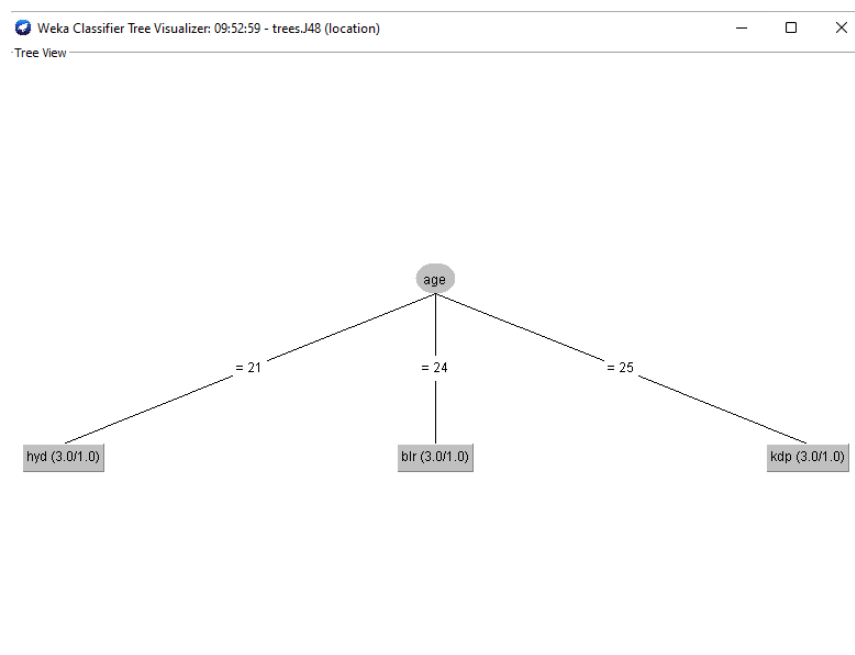 Weka Classifier Tree Visualizer: 09:52:59 - trees.J48 (location)
Tree View
age
= 21
= 24
= 25
hyd (3.0/1.0)
blr (3.0/1.0)
kdp (3.0/1.0)